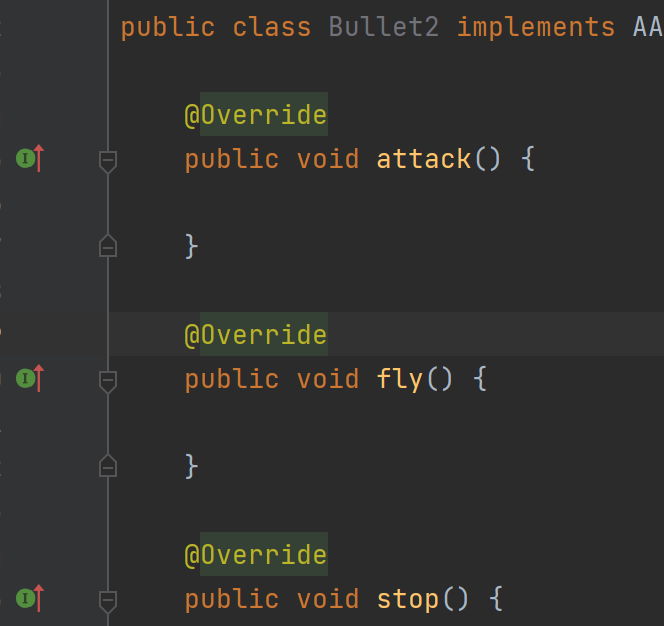 public class Bullet2 implements AA
@Override
public void attack() {
}
@Override
public void fly() {
}
@Override
public void stop() {